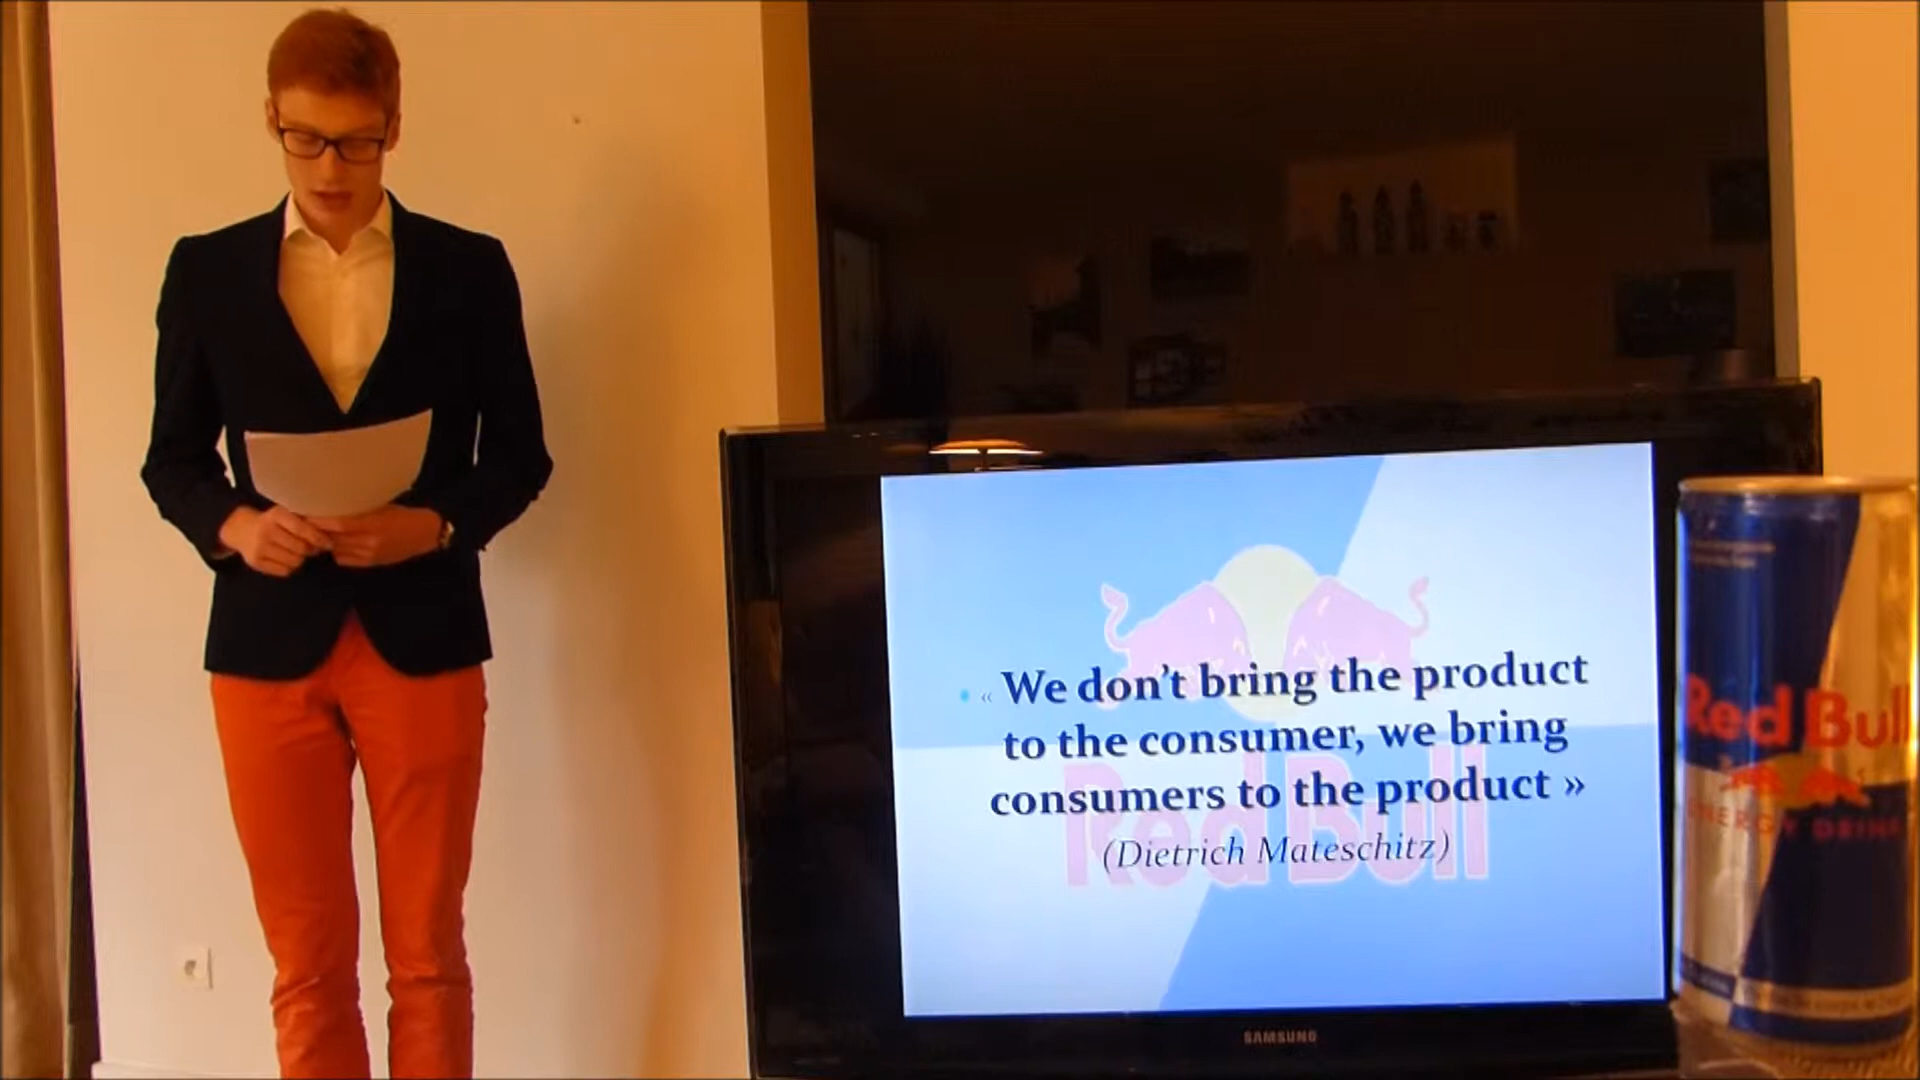 • « We don't bring the product
to the consumer, we bring
consumers to the product »
(Dietrich Mateschitz)
Red Bull
SAMSUNG
Red Bull
ENERGY DRINK